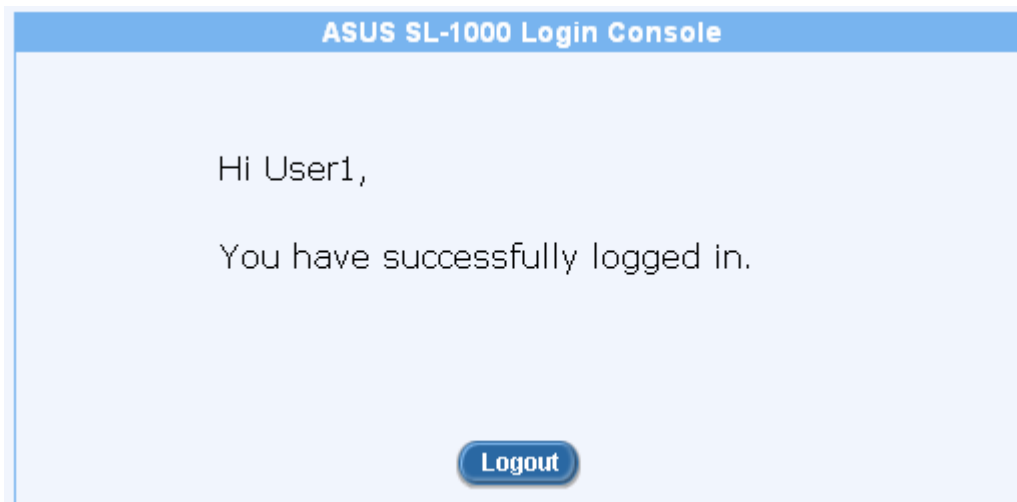 ASUS SL-1000 Login Console
Hi User1,
You have successfully logged in.
Logout